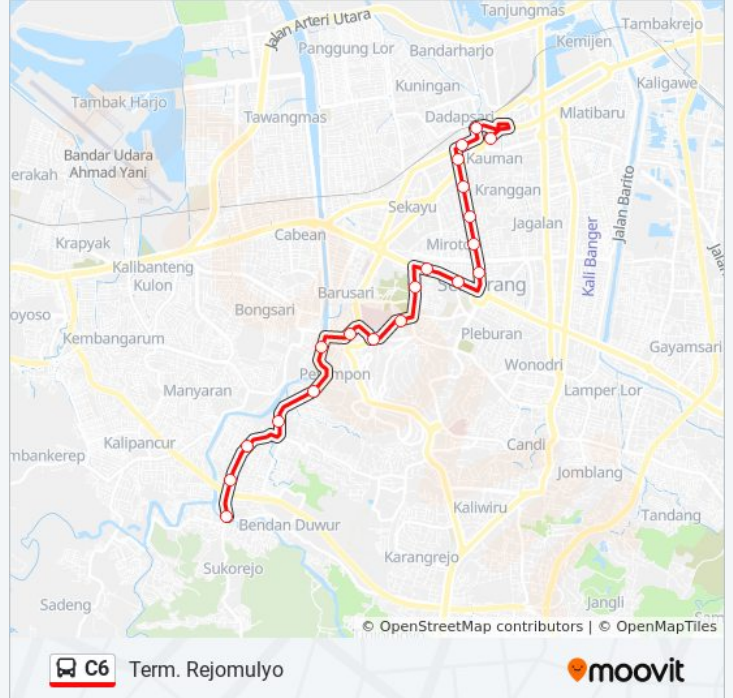 Tanjungmas
Jalan Arteri Utara
Tambakrejo
Panggung Lor
Bandarharjo
Kemijen
Kuningan
Kaligawe
Tambak Harjo
Tawangmas
Dadapsari
Mlatibaru
Bandar Udara
Ahmad Yani
erakah
Kauman
Kranggan
Jalan Barito
Sekayu
Jagalan
Krapyak
Cabean
Miroto
Kali Banger
Kalibanteng
Kulon
Barusari
oyoso
Bongsari
Pleburan
Kembangarum
Gayamsari
Wonodri
Manyaran
Lamper Lor
Kalipancur
Candi
mbankerep
Jomblang
Kaliwiru
Tandang
Bendan Duwur
Karangrejo
Sukorejo
Sadeng
Jangli
© OpenStreetMap contributors | © OpenMapTiles
C6 Term. Rejomulyo
moovit